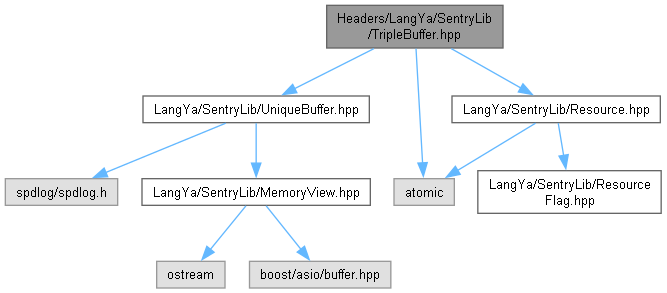 Headers/LangYa/SentryLib
/TripleBuffer.hpp
LangYa/SentryLib/UniqueBuffer.hpp
LangYa/SentryLib/Resource.hpp
spdlog/spdlog.h
LangYa/SentryLib/MemoryView.hpp
atomic
LangYa/SentryLib/Resource
Flag.hpp
ostream
boost/asio/buffer.hpp